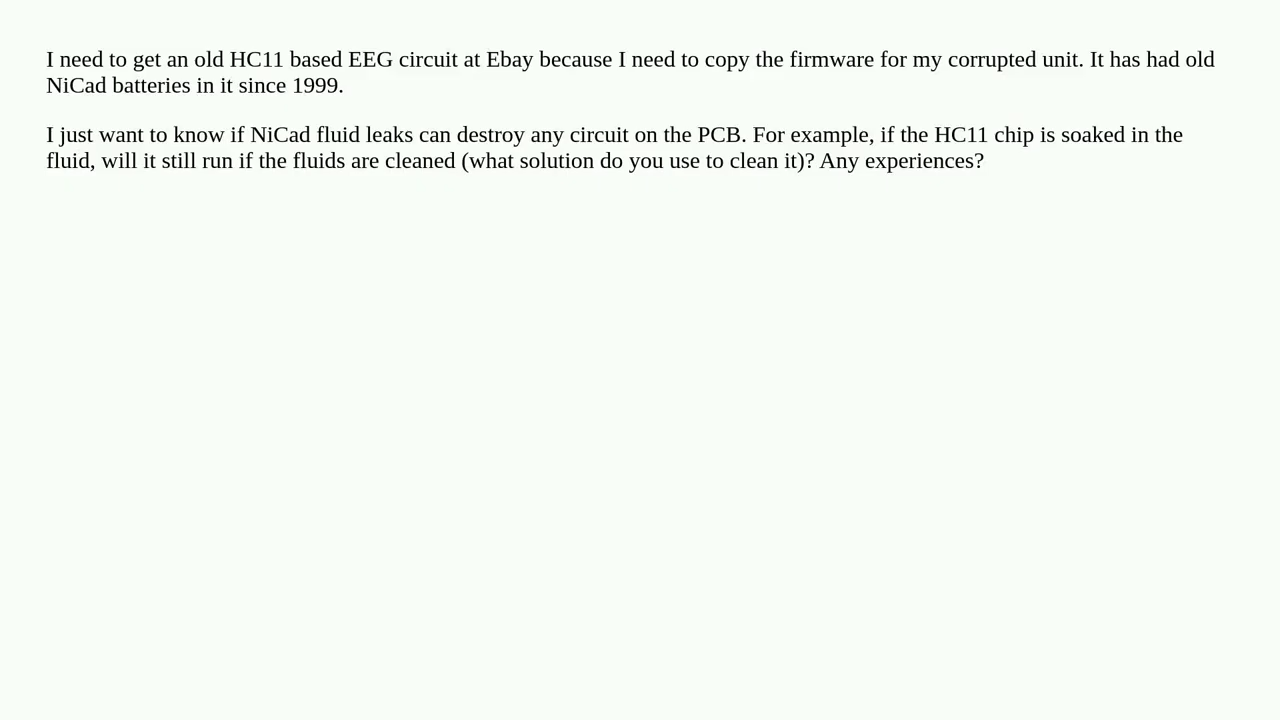 I need to get an old HC11 based EEG circuit at Ebay because I need to copy the firmware for my corrupted unit. It has had old
NiCad batteries in it since 1999.
I just want to know if NiCad fluid leaks can destroy any circuit on the PCB. For example, if the HC11 chip is soaked in the
fluid, will it still run if the fluids are cleaned (what solution do you use to clean it)? Any experiences?